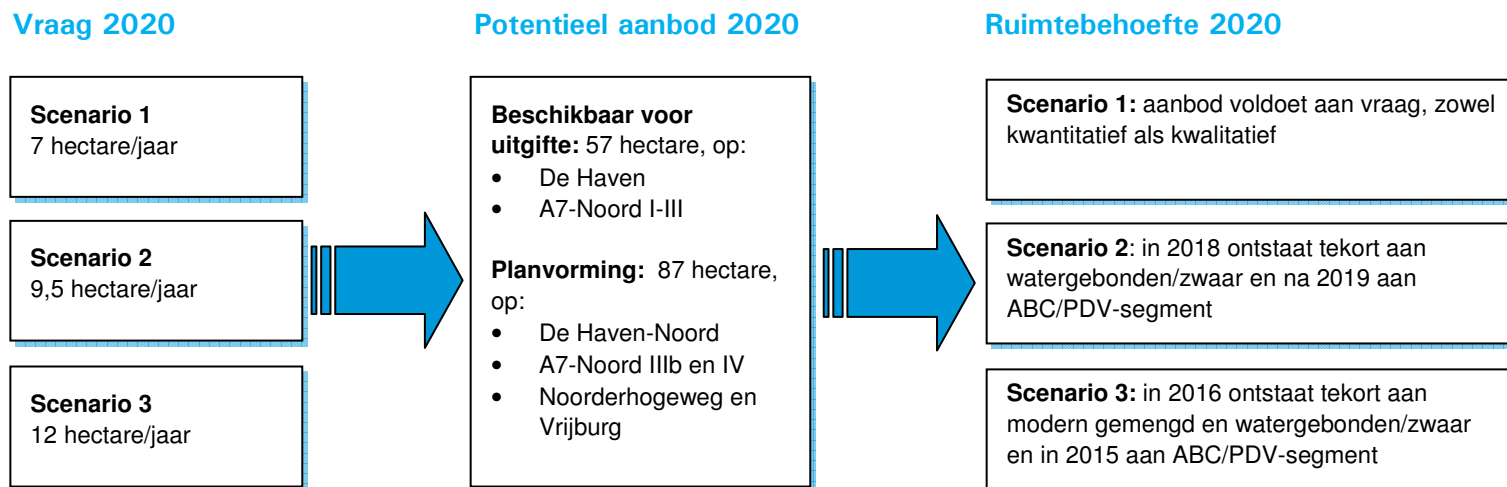 Vraag 2020
Scenario 1
7 hectare/jaar
Scenario 2
9,5 hectare/jaar
Scenario 3
12 hectare/jaar
Potentieel aanbod 2020
Beschikbaar voor
uitgifte: 57 hectare, op:
• De Haven
• A7-Noord I-III
Planvorming: 87 hectare,
op:
• De Haven-Noord
• A7-Noord IIIb en IV
• Noorderhogeweg en
Vrijburg
Ruimtebehoefte 2020
Scenario 1: aanbod voldoet aan vraag, zowel
kwantitatief als kwalitatief
Scenario 2: in 2018 ontstaat tekort aan
watergebonden/zwaar en na 2019 aan
ABC/PDV-segment
Scenario 3: in 2016 ontstaat tekort aan
modern gemengd en watergebonden/zwaar
en in 2015 aan ABC/PDV-segment